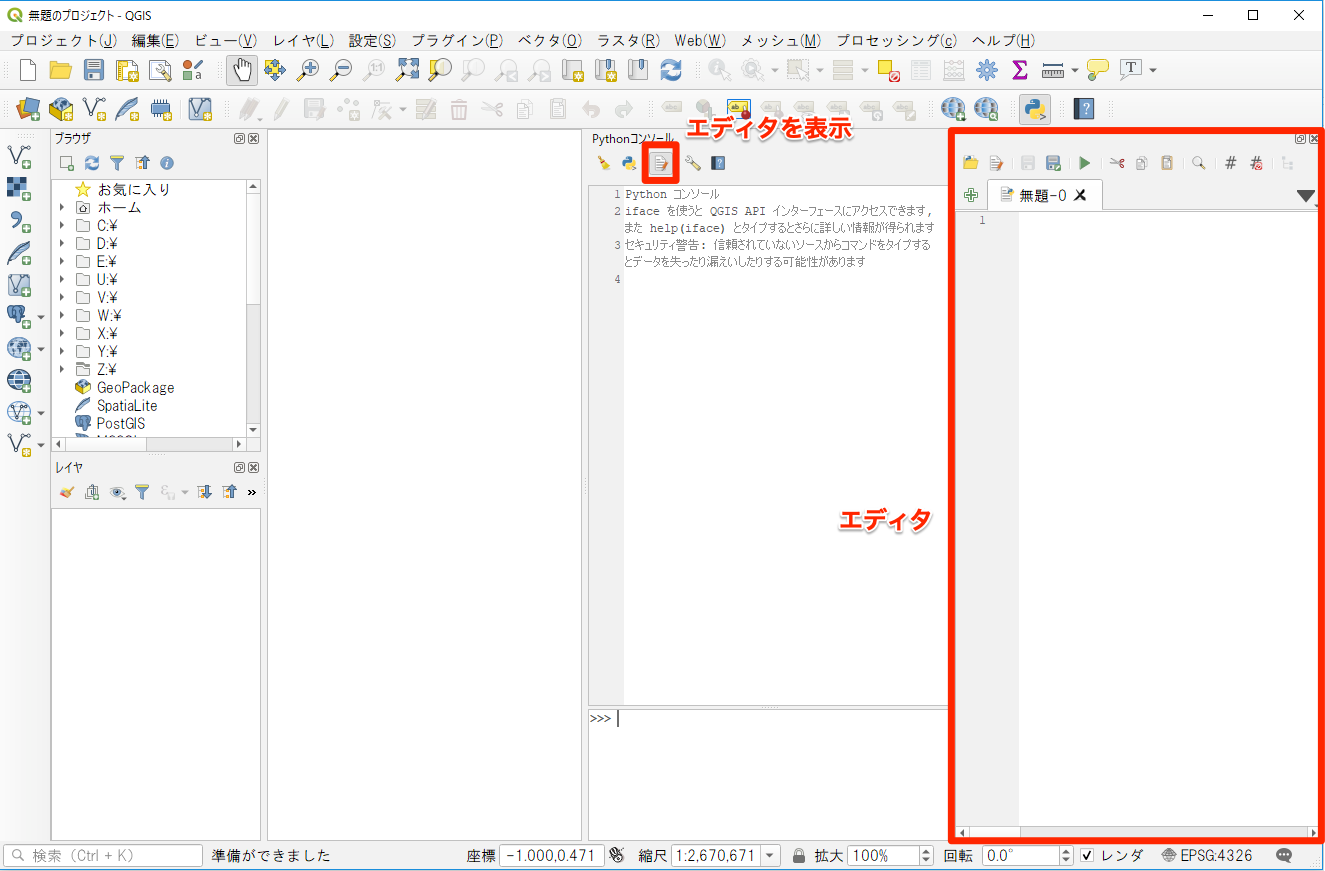 無題のプロジェクト - QGIS
プロジェクト(J) 編集(E) ビュー(V) レイヤ(L) 設定(S) プラグイン(P) ベクタ(O) ラスタ(R) Web(W) メッシュ(M) プロセッシング(c) ヘルプ(H)
ブラウザ
お気に入り
ホーム
C:¥
D:¥
E:¥
U:¥
V:¥
W:¥
X:¥
Y:¥
Z:¥
GeoPackage
SpatiaLite
PostGIS
レイヤ
Pythonコンソール
エディタを表示
1 Python コンソール
2 iface を使うと QGIS API インターフェースにアクセスできます,
また help(iface) とタイプするとさらに詳しい情報が得られます
3 セキュリティ警告: 信頼されていないソースからコマンドをタイプする
とデータを失ったり漏えいしたりする可能性があります
4
>>>
エディタ
無題-0
1
検索 (Ctrl + K) 準備ができました 座標 -1.000,0.471 縮尺 1:2,670,671 拡大 100% 回転 0.0° レンダ EPSG:4326